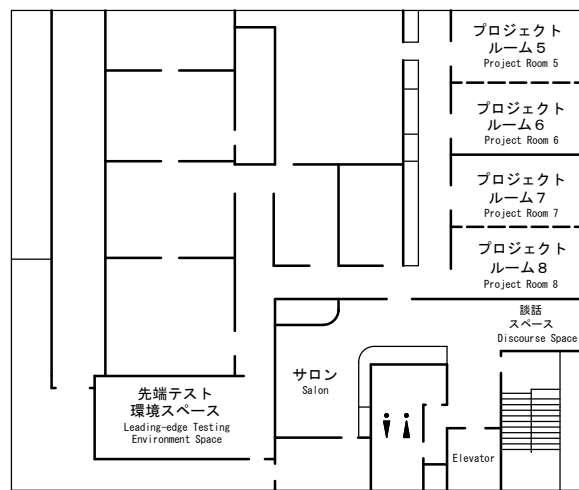 プロジェクト
ルーム5
Project Room 5
プロジェクト
ルーム6
Project Room 6
プロジェクト
ルーム7
Project Room 7
プロジェクト
ルーム8
Project Room 8
談話
スペース
Discourse Space
サロン
Salon
先端テスト
環境スペース
Leading-edge Testing
Environment Space
Elevator